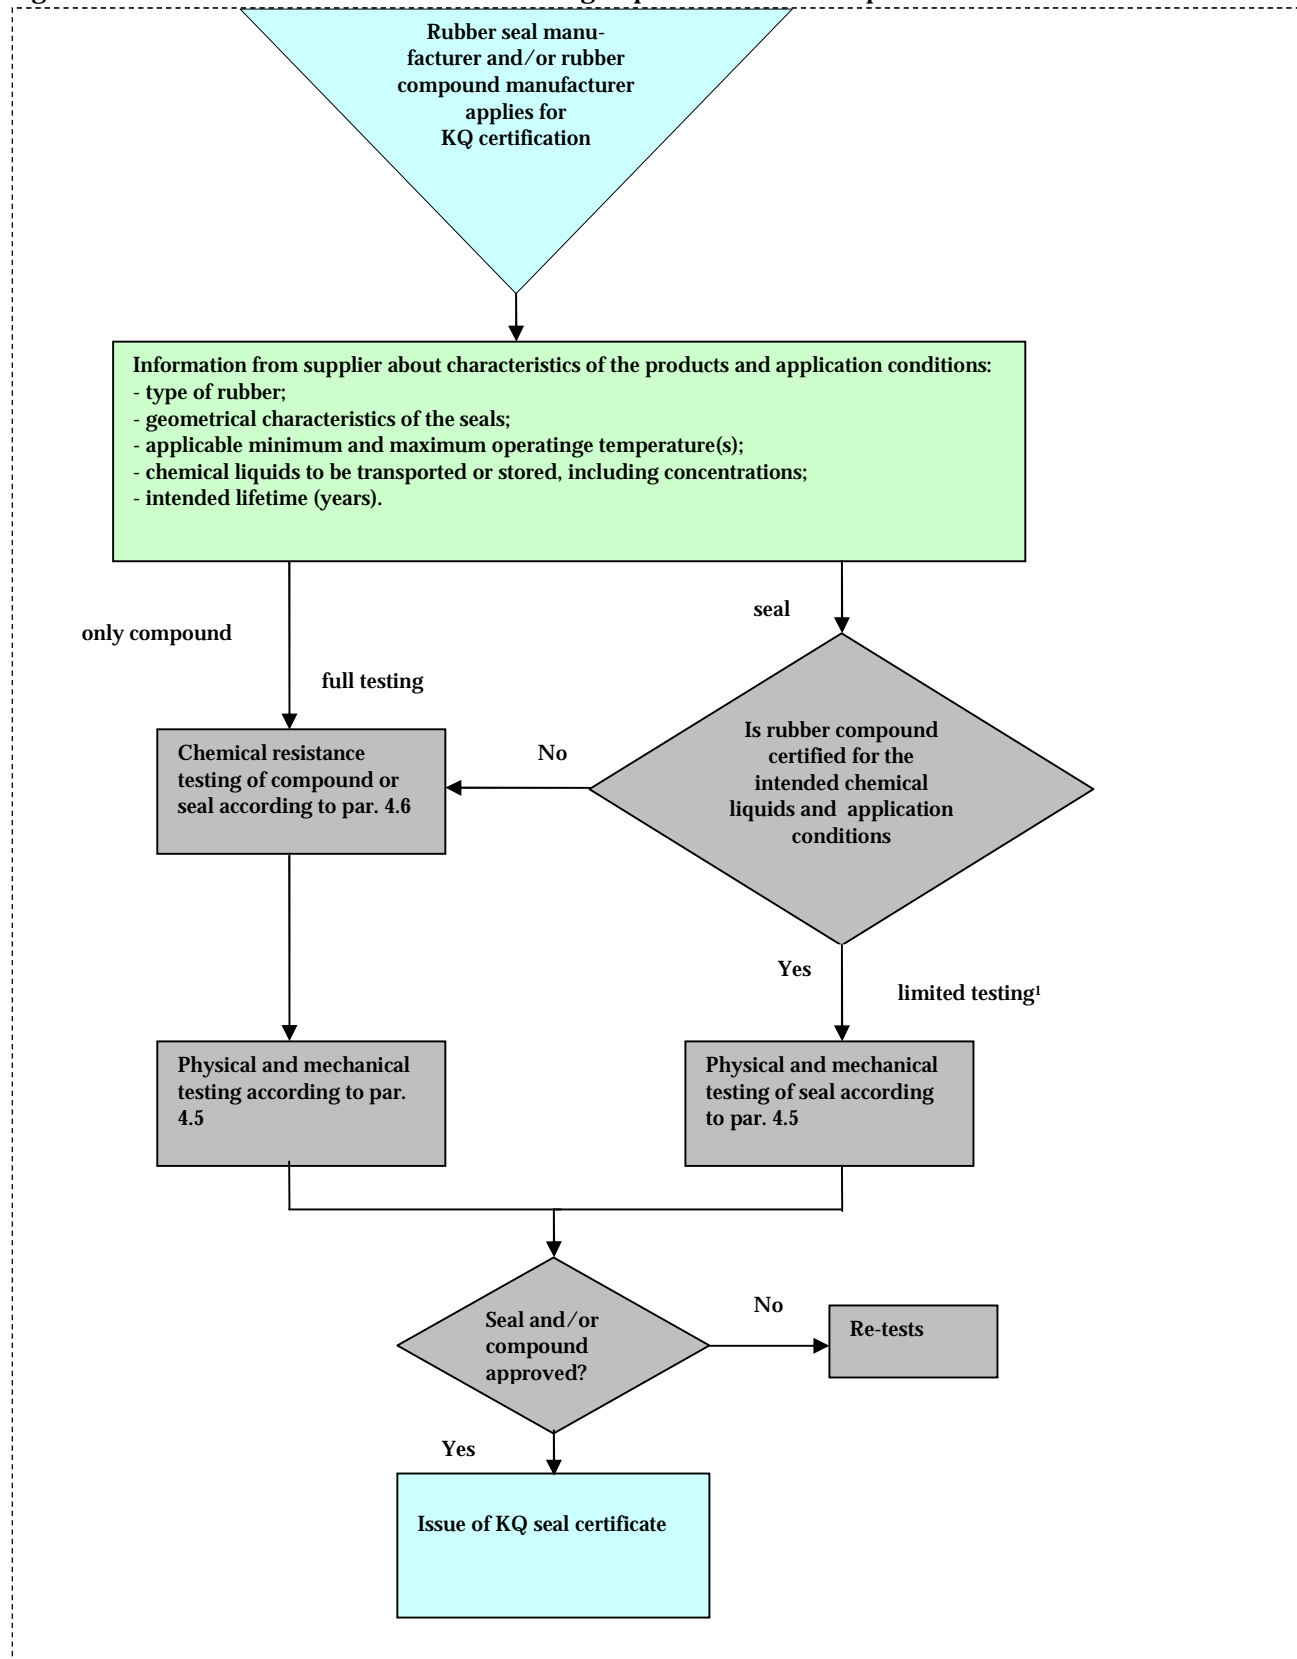 Rubber seal manu-
facturer and/or rubber
compound manufacturer
applies for
KQ certification
Information from supplier about characteristics of the products and application conditions:
- type of rubber;
- geometrical characteristics of the seals;
- applicable minimum and maximum operatinge temperature(s);
- chemical liquids to be transported or stored, including concentrations;
- intended lifetime (years).
only compound
seal
full testing
Chemical resistance
testing of compound or
seal according to par. 4.6
No
Is rubber compound
certified for the
intended chemical
liquids and application
conditions
Yes
limited testing¹
Physical and mechanical
testing according to par.
4.5
Physical and mechanical
testing of seal according
to par. 4.5
Seal and/or
compound
approved?
No
Re-tests
Yes
Issue of KQ seal certificate